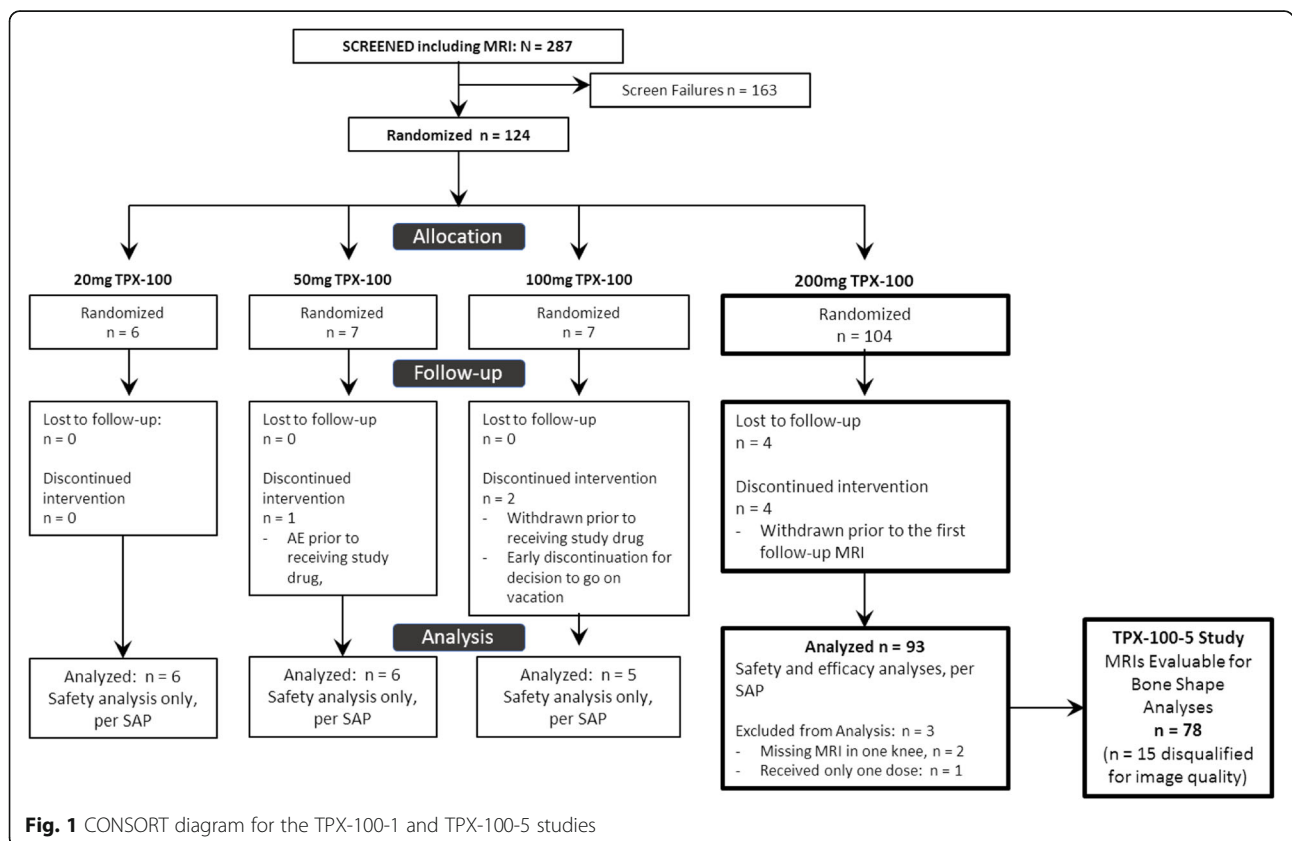 SCREENED including MRI: N = 287
Screen Failures n = 163
Randomized n = 124
Allocation
20mg TPX-100
Randomized
n = 6
50mg TPX-100
Randomized
n = 7
100mg TPX-100
Randomized
n = 7
200mg TPX-100
Randomized
n = 104
Follow-up
Lost to follow-up:
n = 0
Discontinued
intervention
n = 0
Lost to follow-up
n = 0
Discontinued
intervention
n = 1
- AE prior to
receiving study
drug,
Lost to follow-up
n = 0
Discontinued intervention
n = 2
- Withdrawn prior to
receiving study drug
- Early discontinuation for
decision to go on
vacation
Lost to follow-up
n = 4
Discontinued intervention
n = 4
- Withdrawn prior to the first
follow-up MRI
Analysis
Analyzed: n = 6
Safety analysis only,
per SAP
Analyzed: n = 6
Safety analysis only,
per SAP
Analyzed: n = 5
Safety analysis only,
per SAP
Analyzed n = 93
Safety and efficacy analyses, per
SAP
Excluded from Analysis: n = 3
- Missing MRI in one knee, n = 2
- Received only one dose: n = 1
TPX-100-5 Study
MRIs Evaluable for
Bone Shape
Analyses
n = 78
(n = 15 disqualified
for image quality)
Fig. 1 CONSORT diagram for the TPX-100-1 and TPX-100-5 studies